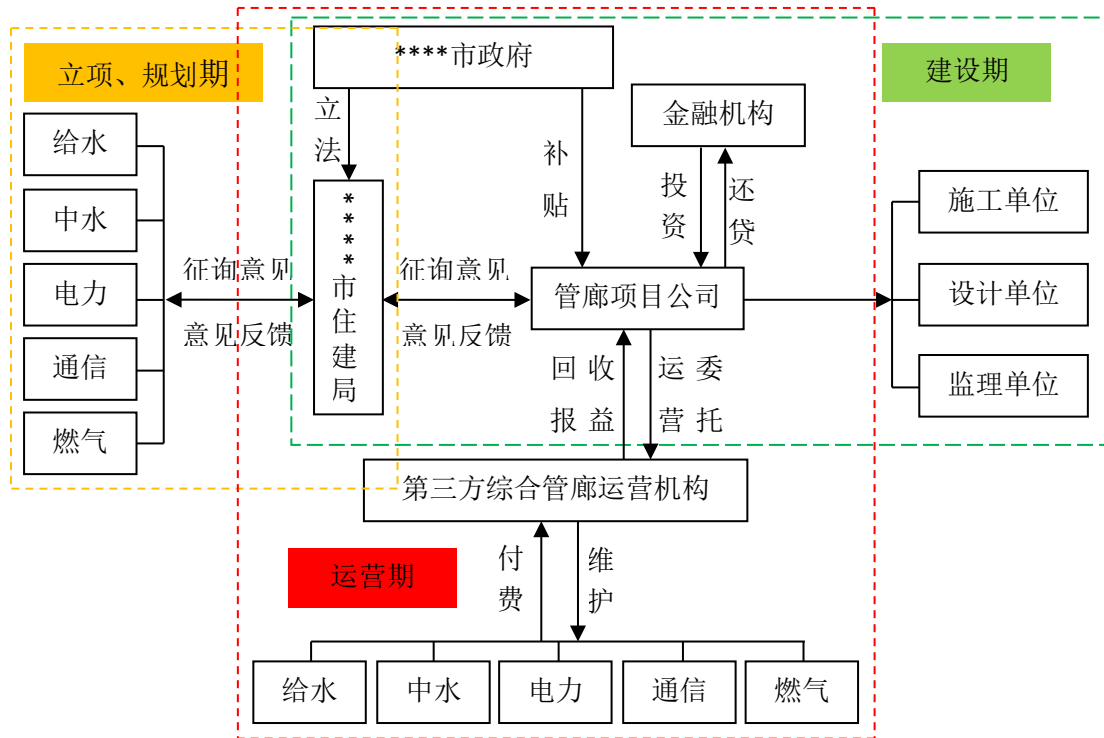 ****市政府
立项、规划期
建设期
立法
补贴
金融机构
投资
还贷
给水
中水
电力
通信
燃气
征询意见
意见反馈
****市住建局
征询意见
意见反馈
管廊项目公司
施工单位
设计单位
监理单位
回收
报益
运委
营托
第三方综合管廊运营机构
运营期
付费
维护
给水
中水
电力
通信
燃气